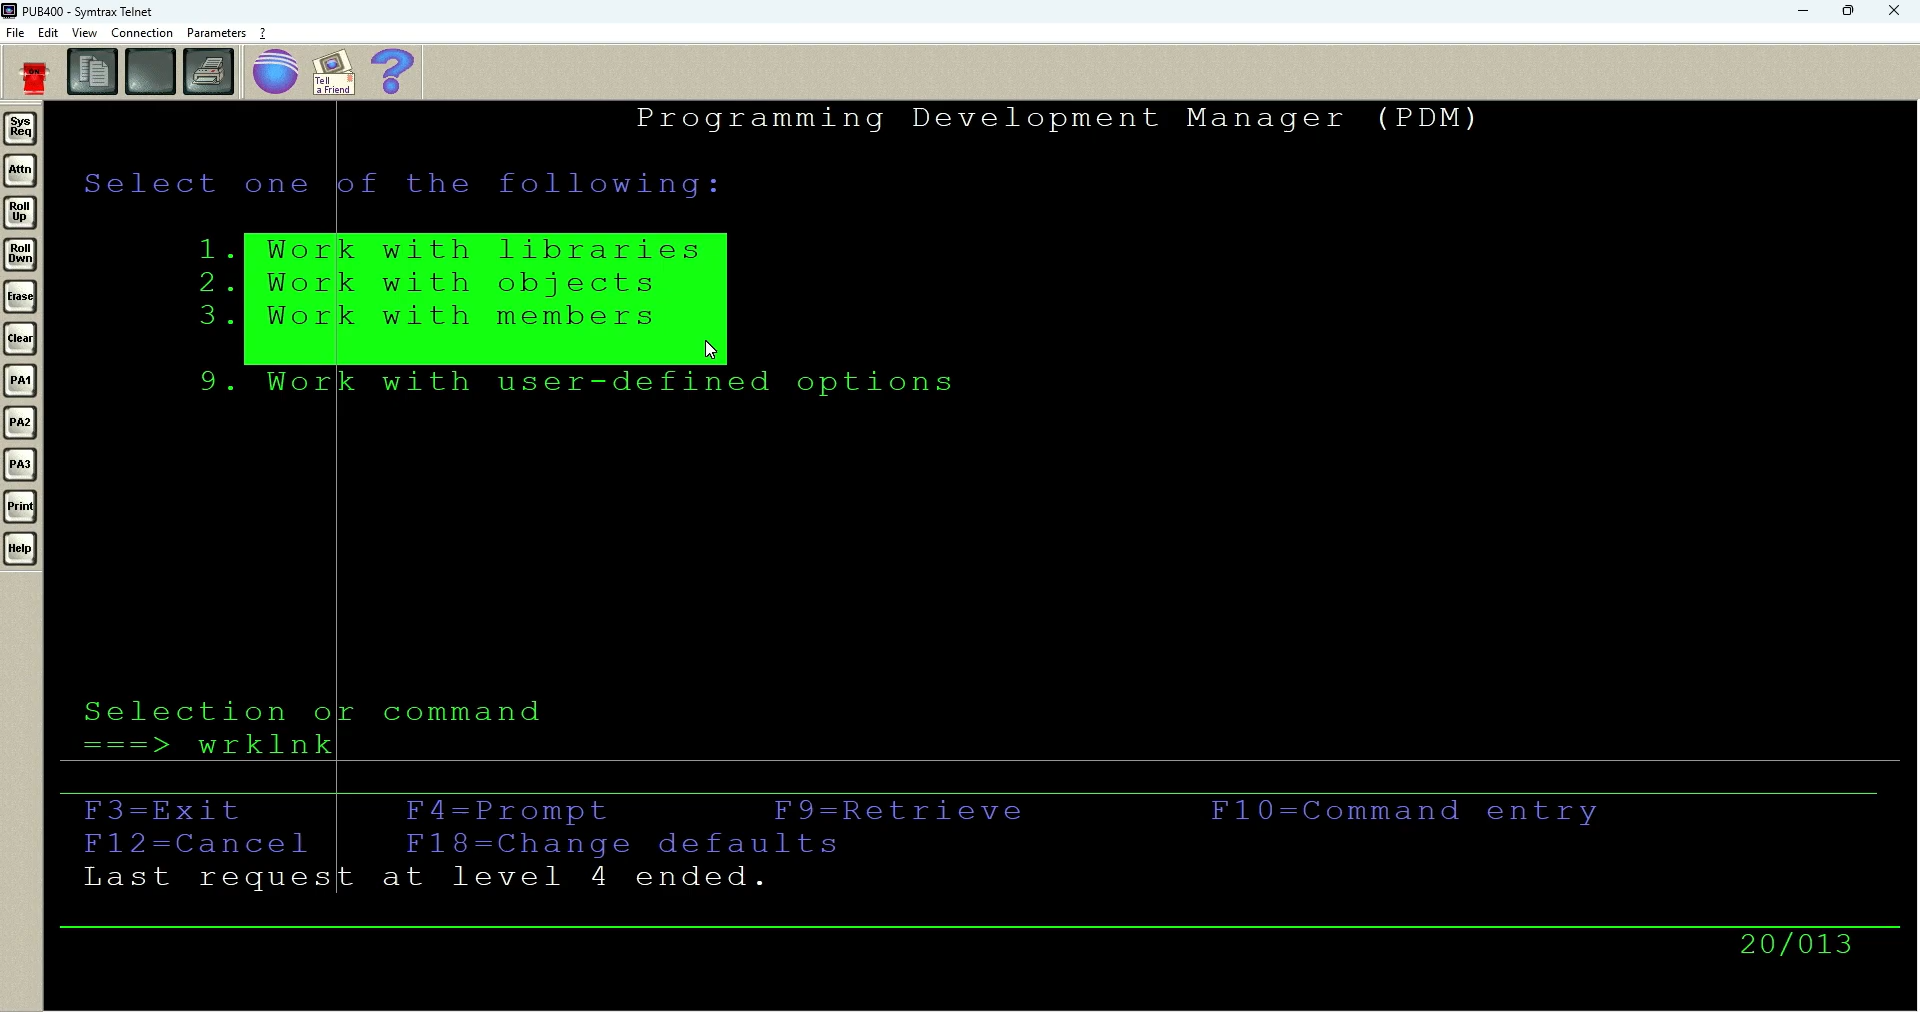 PUB400 - Symtrax Telnet
File Edit View Connection Parameters ?
ON
Tell
a Friend
Sys
Req
Attn
Roll
Up
Roll
Dwn
Erase
Clear
PA1
PA2
PA3
Print
Help
Programming Development Manager (PDM)
Select one of the following:
1. Work with libraries
2. Work with objects
3. Work with members
9. Work with user-defined options
Selection or command
===> wrklnk
F3=Exit F4=Prompt F9=Retrieve F10=Command entry
F12=Cancel F18=Change defaults
Last request at level 4 ended.
20/013